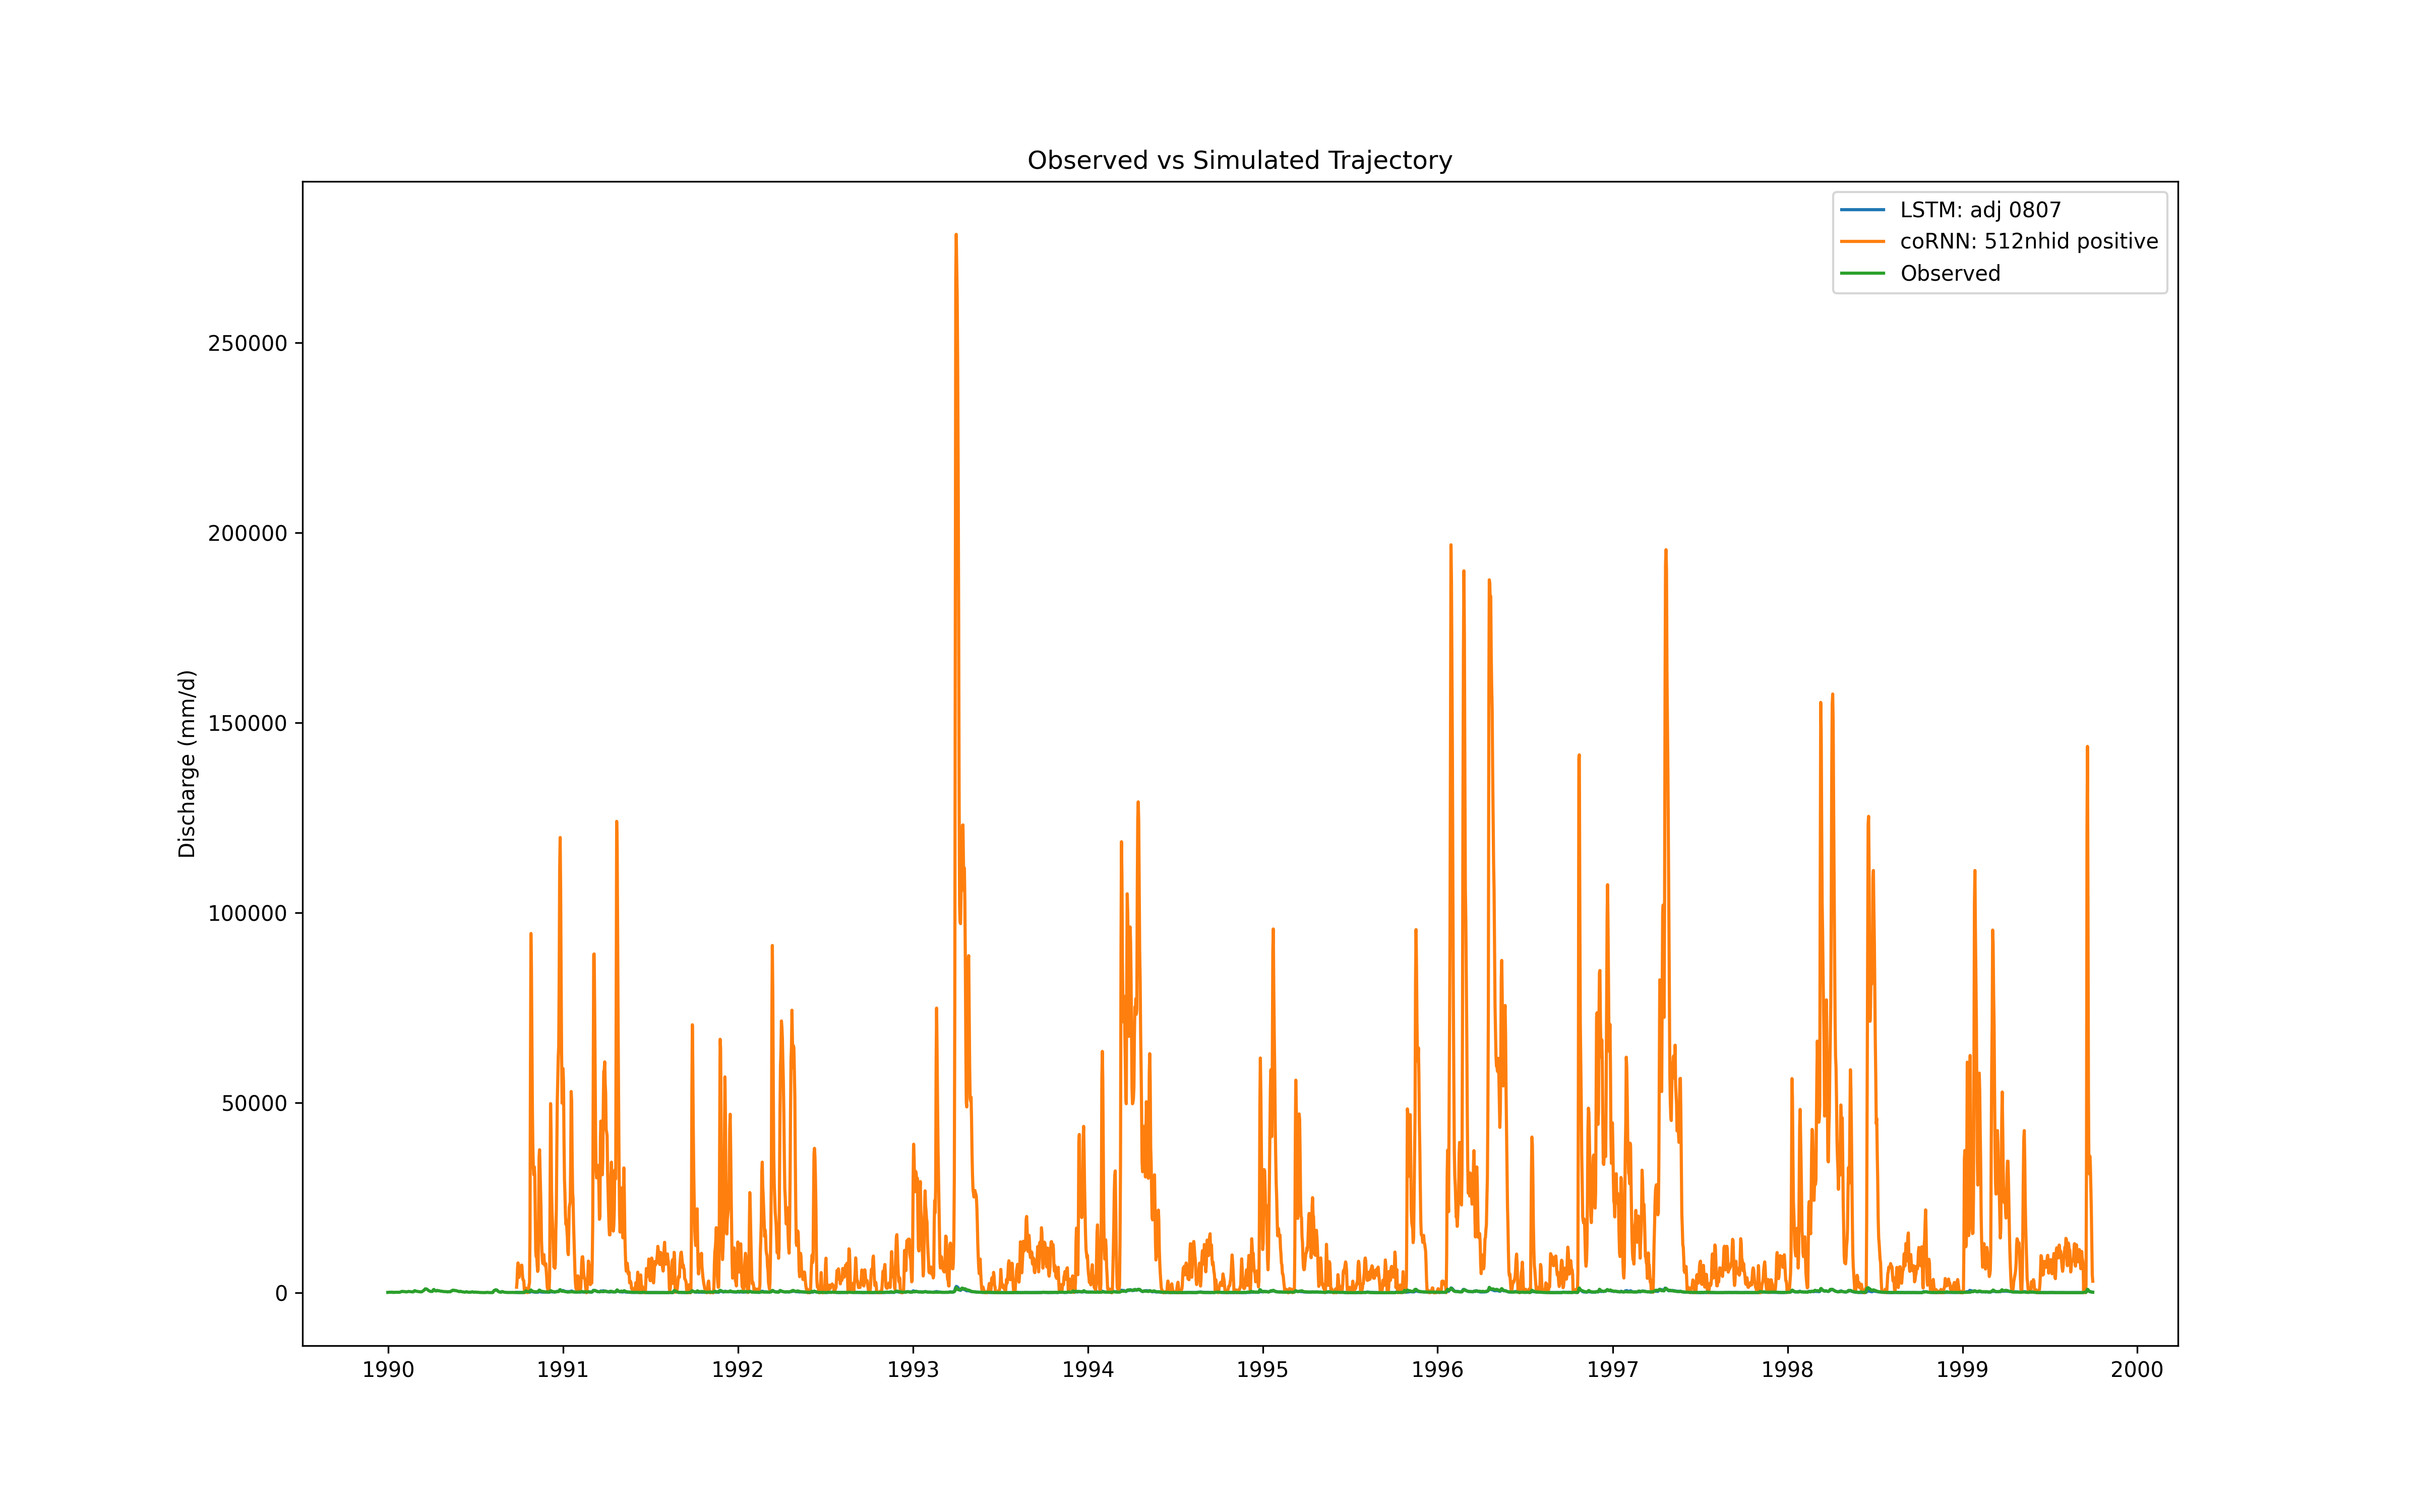 Observed vs Simulated Trajectory
LSTM: adj 0807
coRNN: 512nhid positive
Observed
Discharge (mm/d)
250000
200000
150000
100000
50000
0
1990 1991 1992 1993 1994 1995 1996 1997 1998 1999 2000